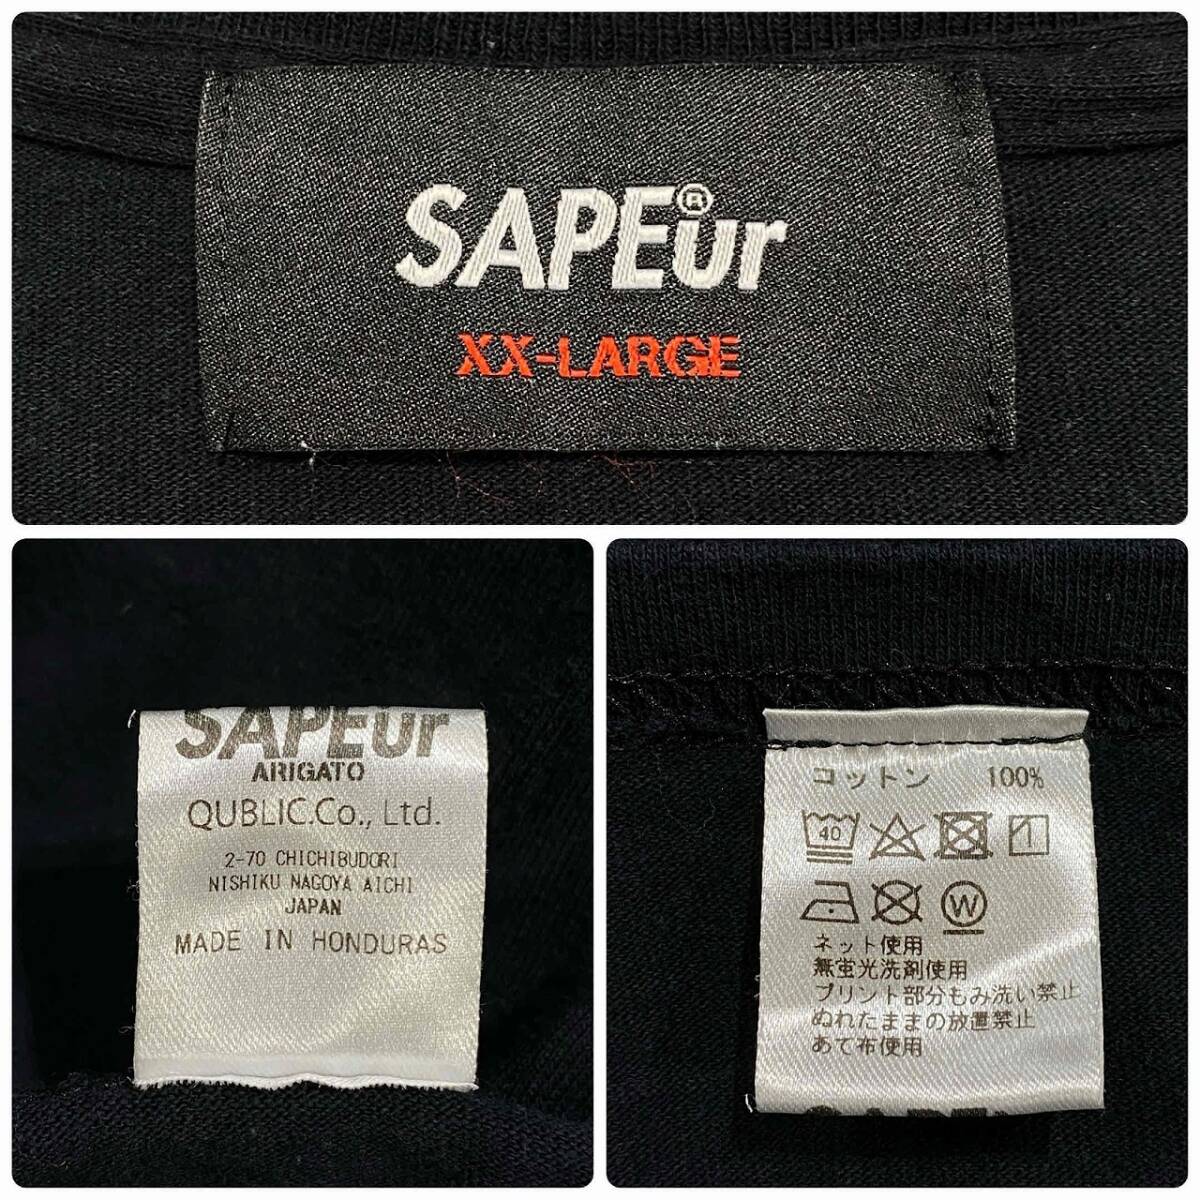 SAPEur®
XX-LARGE
SAPEur
ARIGATO
QUBLIC.Co., Ltd.
2-70 CHICHIBUDORI
NISHIKU NAGOYA AICHI
JAPAN
MADE IN HONDURAS
コットン 100%
40
W
ネット使用
無蛍光洗剤使用
プリント部分もみ洗い禁止
ぬれたままの放置禁止
あて布使用